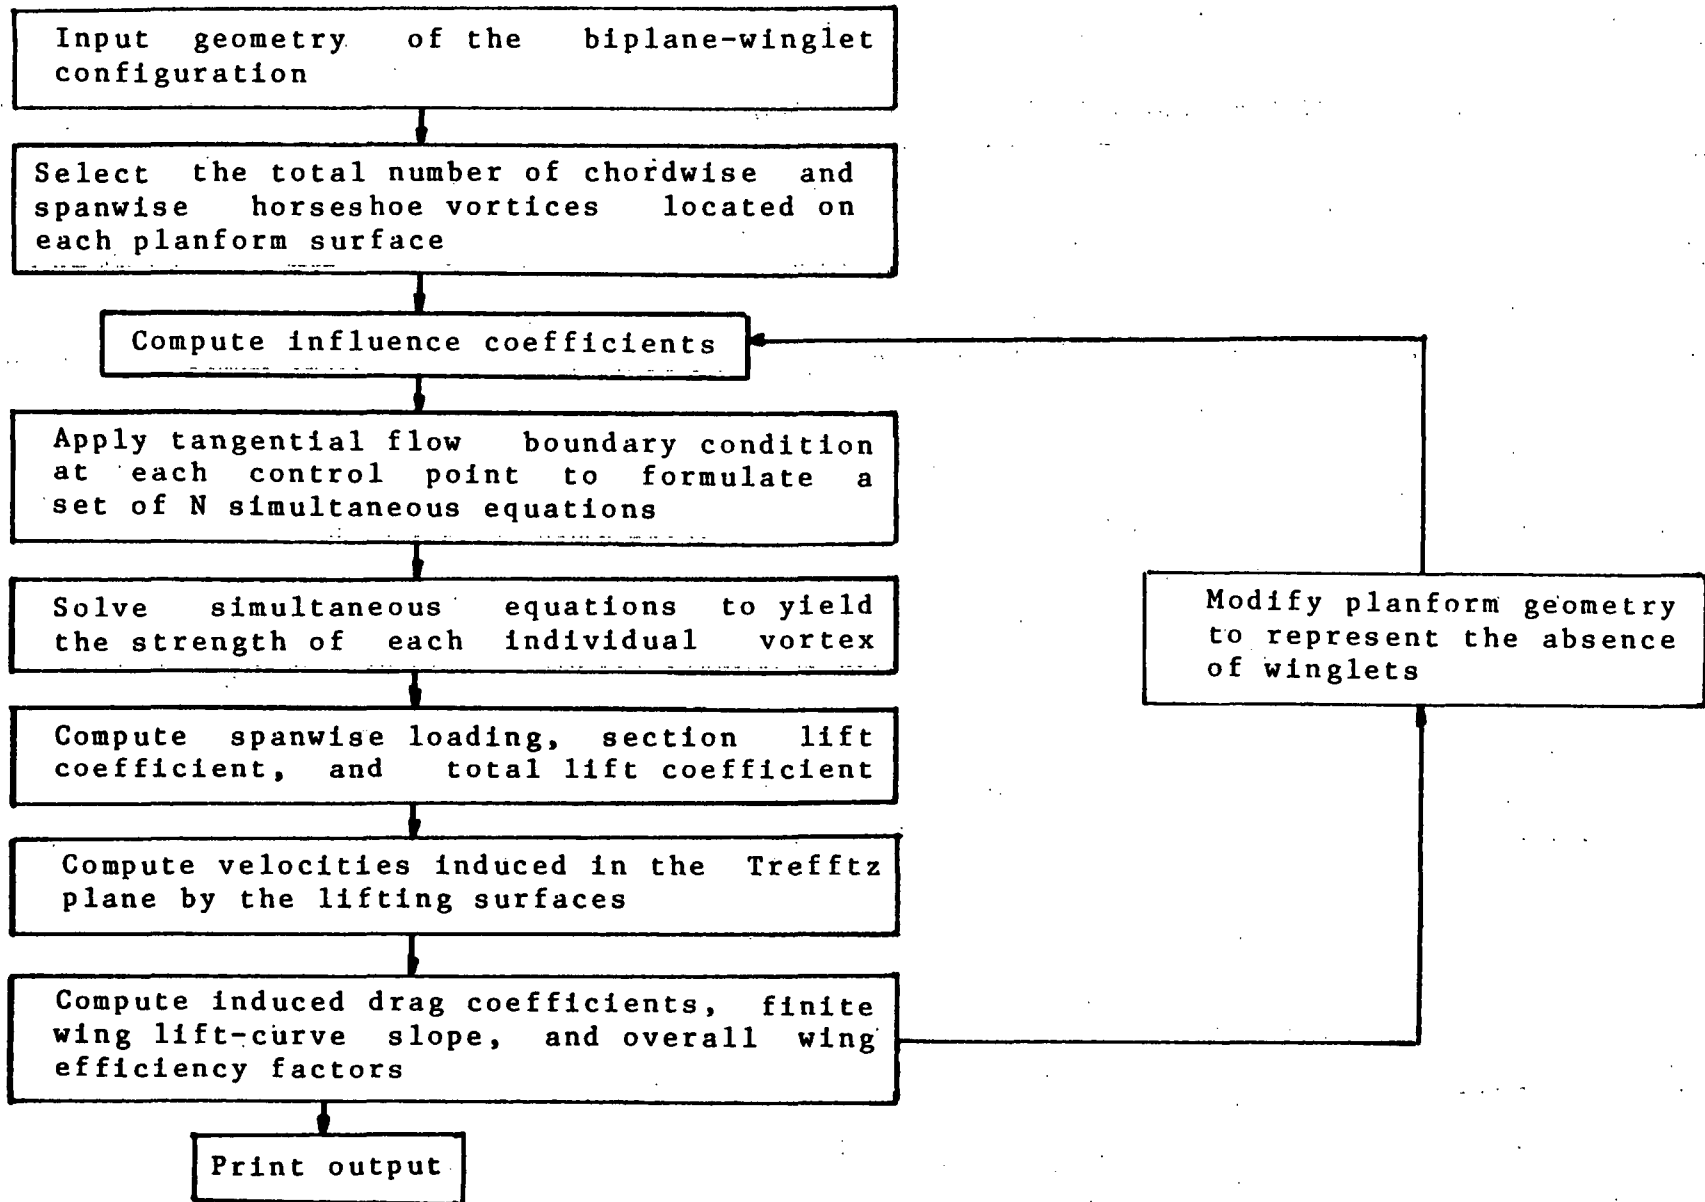 Input geometry of the biplane-winglet
configuration
Select the total number of chordwise and
spanwise horseshoe vortices located on
each planform surface
Compute influence coefficients
Apply tangential flow boundary condition
at each control point to formulate a
set of N simultaneous equations
Solve simultaneous equations to yield
the strength of each individual vortex
Compute spanwise loading, section lift
coefficient, and total lift coefficient
Compute velocities induced in the Trefftz
plane by the lifting surfaces
Compute induced drag coefficients, finite
wing lift-curve slope, and overall wing
efficiency factors
Print output
Modify planform geometry
to represent the absence
of winglets